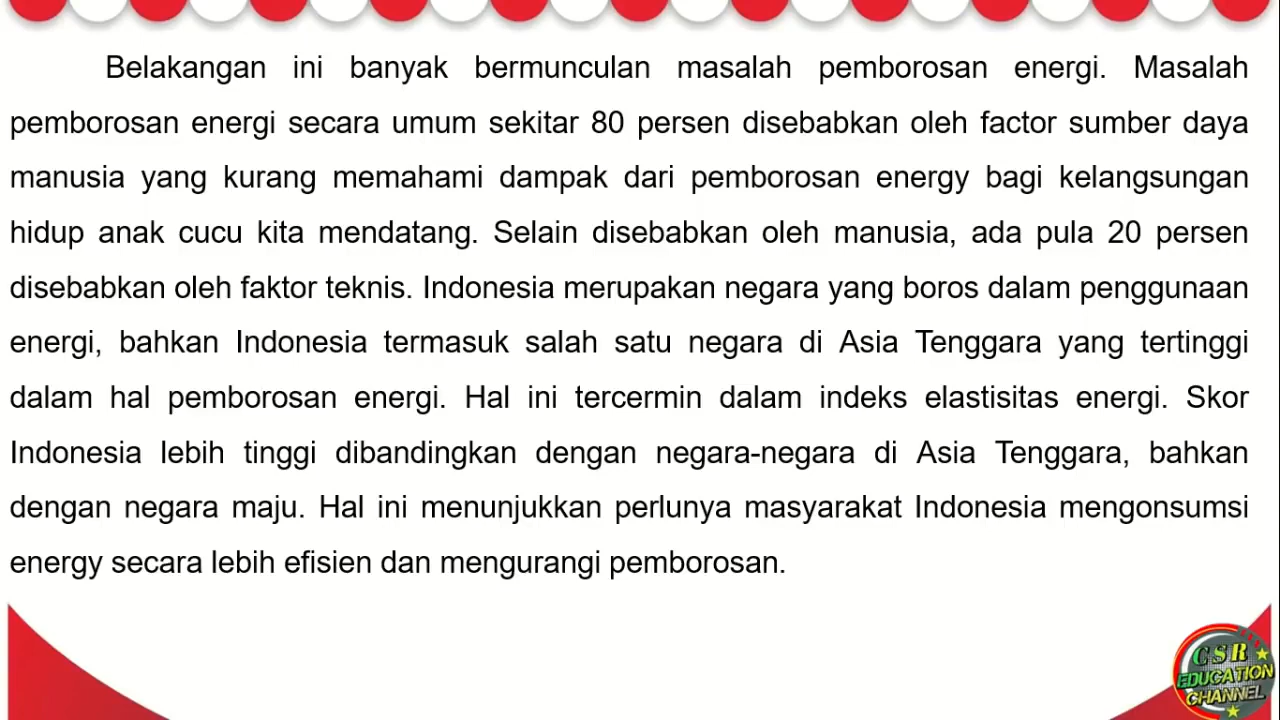 Belakangan ini banyak bermunculan masalah pemborosan energi. Masalah
pemborosan energi secara umum sekitar 80 persen disebabkan oleh factor sumber daya
manusia yang kurang memahami dampak dari pemborosan energy bagi kelangsungan
hidup anak cucu kita mendatang. Selain disebabkan oleh manusia, ada pula 20 persen
disebabkan oleh faktor teknis. Indonesia merupakan negara yang boros dalam penggunaan
energi, bahkan Indonesia termasuk salah satu negara di Asia Tenggara yang tertinggi
dalam hal pemborosan energi. Hal ini tercermin dalam indeks elastisitas energi. Skor
Indonesia lebih tinggi dibandingkan dengan negara-negara di Asia Tenggara, bahkan
dengan negara maju. Hal ini menunjukkan perlunya masyarakat Indonesia mengonsumsi
energy secara lebih efisien dan mengurangi pemborosan.
CSR
EDUCATION
CHANNEL